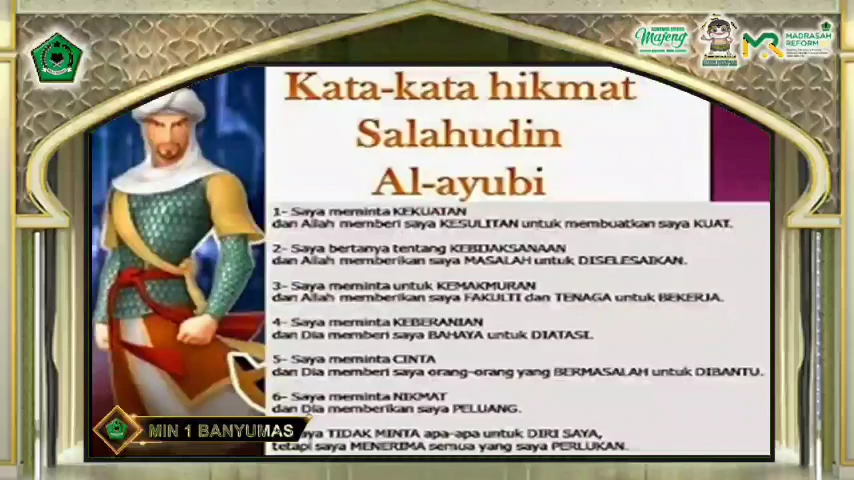 Majeng
MADRASAH
REFORM
Kata-kata hikmat
Salahudin
Al-ayubi
1- Saya meminta KEKUATAN
dan Allah memberi saya KESULITAN untuk membuatkan saya KUAT.
2- Saya bertanya tentang KEBIJAKSANAAN
dan Allah memberikan saya MASALAH untuk DISELESAIKAN.
3- Saya meminta untuk KEMAKMURAN
dan Allah memberikan saya FAKULTI dan TENAGA untuk BEKERJA.
4- Saya meminta KEBERANIAN
dan Dia memberi saya BAHAYA untuk DIATASI.
5- Saya meminta CINTA
dan Dia memberi saya orang-orang yang BERMASALAH untuk DIBANTU.
6- Saya meminta NIKMAT
dan Dia memberikan saya PELUANG.
TIDAK MINTA apa-apa untuk DIRI SAYA,
tetapi saya MENERIMA semua yang saya PERLUKAN.
MIN 1 BANYUMAS